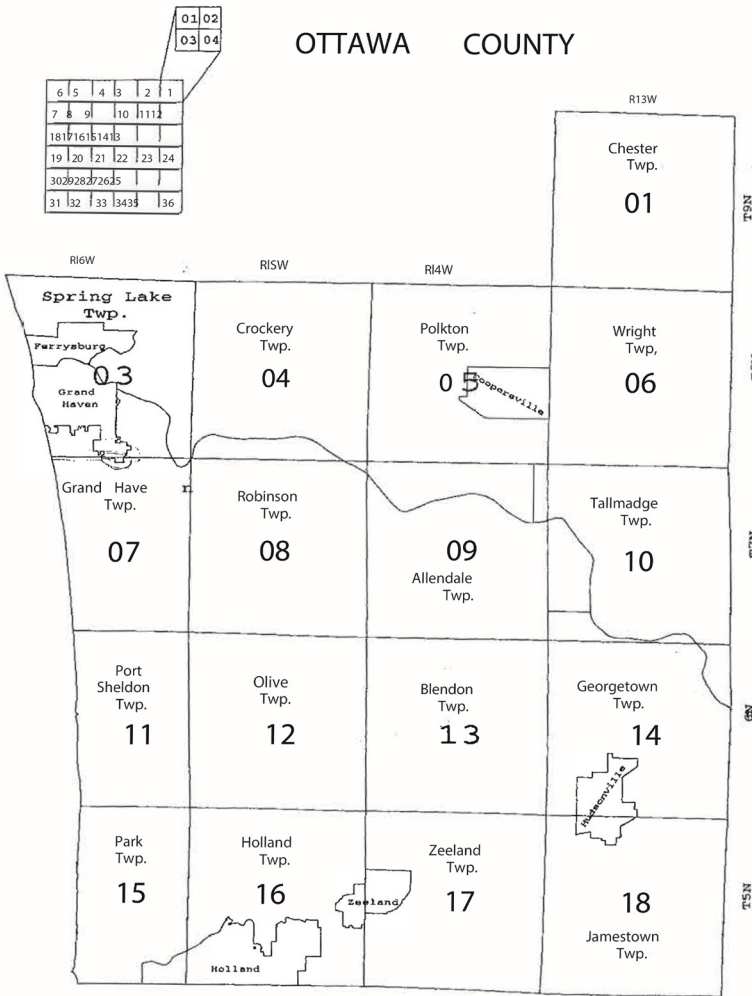 01 02
03 04
OTTAWA COUNTY
6 5 4 3 2 1
7 8 9 10 11 12
18 17 16 15 14 13
19 20 21 22 23 24
30 29 28 27 26 25
31 32 33 34 35 36
R13W
Chester
Twp.
01
T9N
RI6W
RISW
RI4W
Spring Lake
Twp.
Ferrysburg
03
Grand
Haven
Crockery
Twp.
04
Polkton
Twp.
05
Coopersville
Wright
Twp,
06
Grand Have n
Twp.
07
Robinson
Twp.
08
09
Allendale
Twp.
Tallmadge
Twp.
10
Port
Sheldon
Twp.
11
Olive
Twp.
12
Blendon
Twp.
13
Georgetown
Twp.
14
Hudsonville
Park
Twp.
15
Holland
Twp.
16
Holland
Zeeland
Zeeland
Twp.
17
18
Jamestown
Twp.
T5N